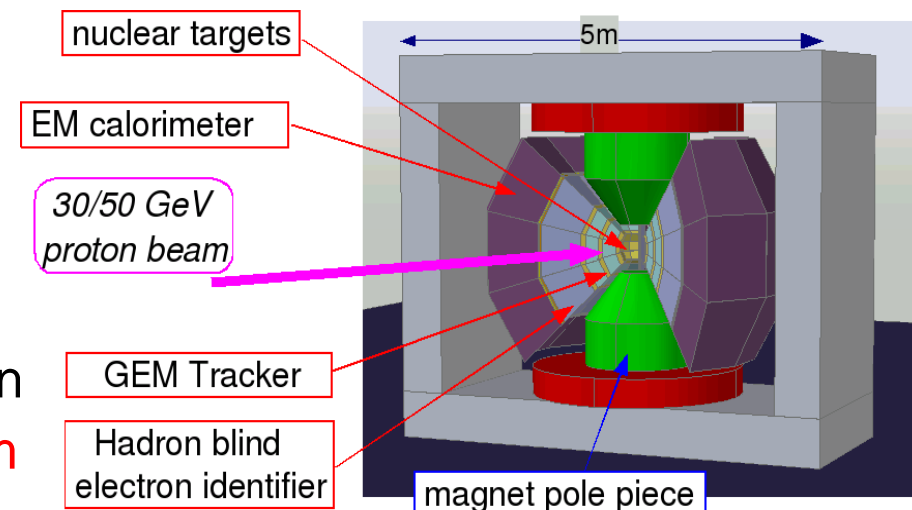 nuclear targets
5m
EM calorimeter
30/50 GeV
proton beam
GEM Tracker
n
Hadron blind
electron identifier
magnet pole piece